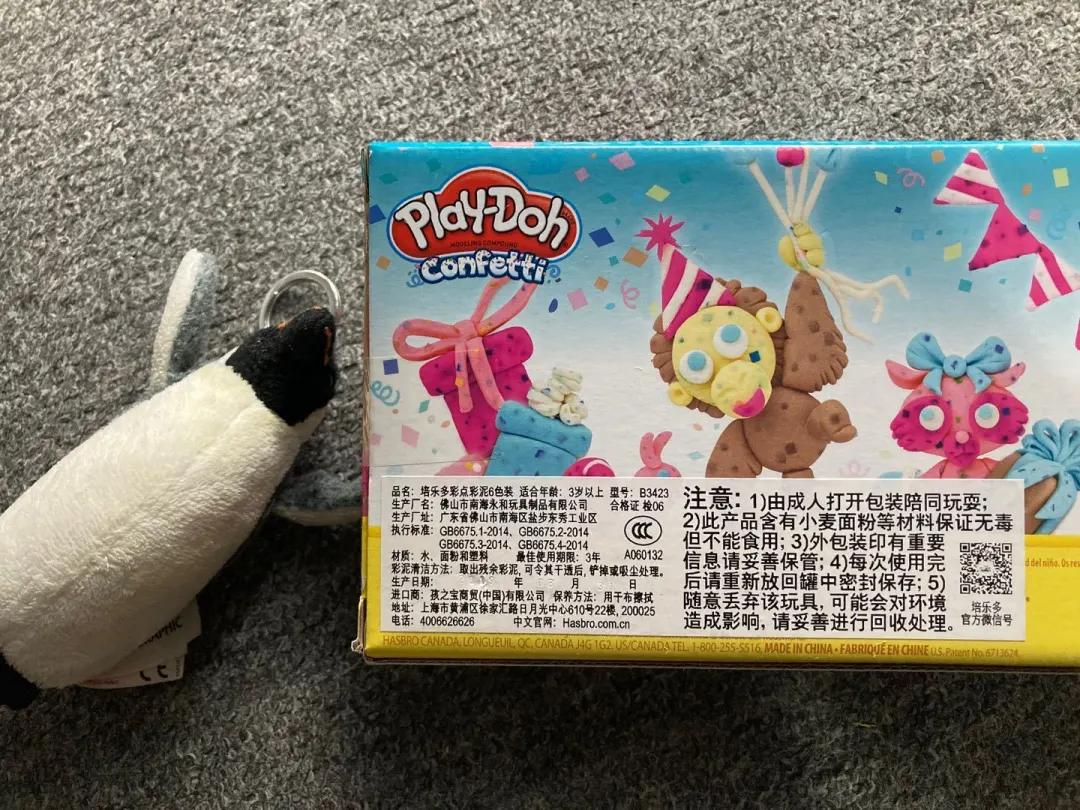 Play-Doh
MODELING COMPOUND
Confetti
品名：培乐多彩点彩泥6色装 适合年龄：3岁以上 型号：B3423
生产厂名：佛山市南海永和玩具制品有限公司 合格证 检06
生产厂址：广东省佛山市南海区盐步东秀工业区
执行标准：GB6675.1-2014、GB6675.2-2014
GB6675.3-2014、GB6675.4-2014
材质：水、面粉和塑料 最佳使用期限：3年 A060132
彩泥清洁方法：取出残余彩泥，可令其干透后，铲掉或吸尘处理。
生产日期： 年 月
进口商：孩之宝商贸(中国)有限公司 保养方法：用干布擦拭
地址：上海市黄浦区徐家汇路日月光中心610号22楼，200025
电话：4006626626 中文官网：Hasbro.com.cn
CCC
注意：1)由成人打开包装陪同玩耍；
2)此产品含有小麦面粉等材料保证无毒
但不能食用；3)外包装印有重要
信息请妥善保管；4)每次使用完
后请重新放回罐中密封保存；5)
随意丢弃该玩具，可能会对环境
造成影响，请妥善进行回收处理。
培乐多
官方微信号
HASBRO CANADA, LONGUEUIL, QC, CANADA J4G 1G2. US/CANADA TEL. 1-800-255-5516. MADE IN CHINA • FABRIQUÉ EN CHINE U.S. Patent No. 6713624
d del niño. Os res
RAPHIC
CE